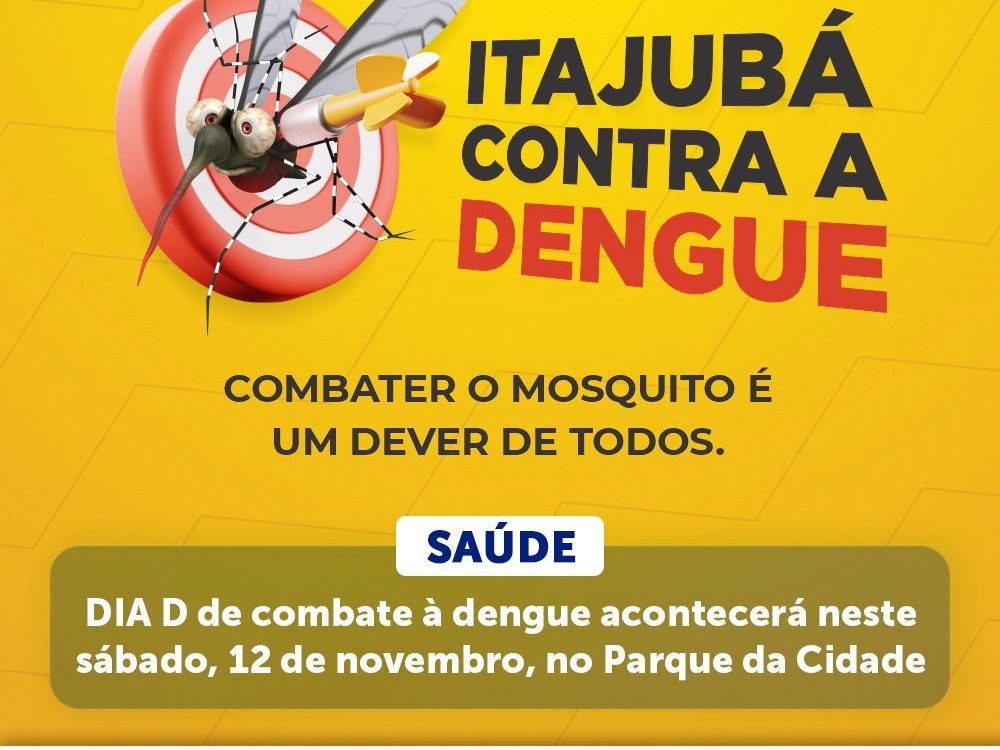 ITAJUBÁ
CONTRA A
DENGUE
COMBATER O MOSQUITO É
UM DEVER DE TODOS.
SAÚDE
DIA D de combate à dengue acontecerá neste
sábado, 12 de novembro, no Parque da Cidade